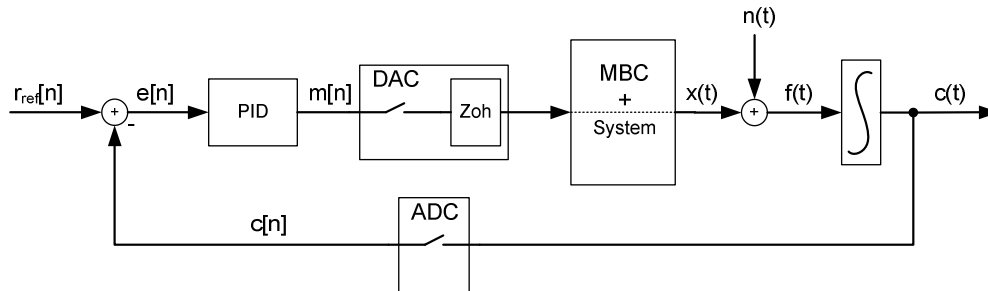 n(t)
r_ref[n]
+
-
e[n]
PID
m[n]
DAC
Zoh
MBC
+
System
x(t)
+
f(t)
∫
c(t)
c[n]
ADC